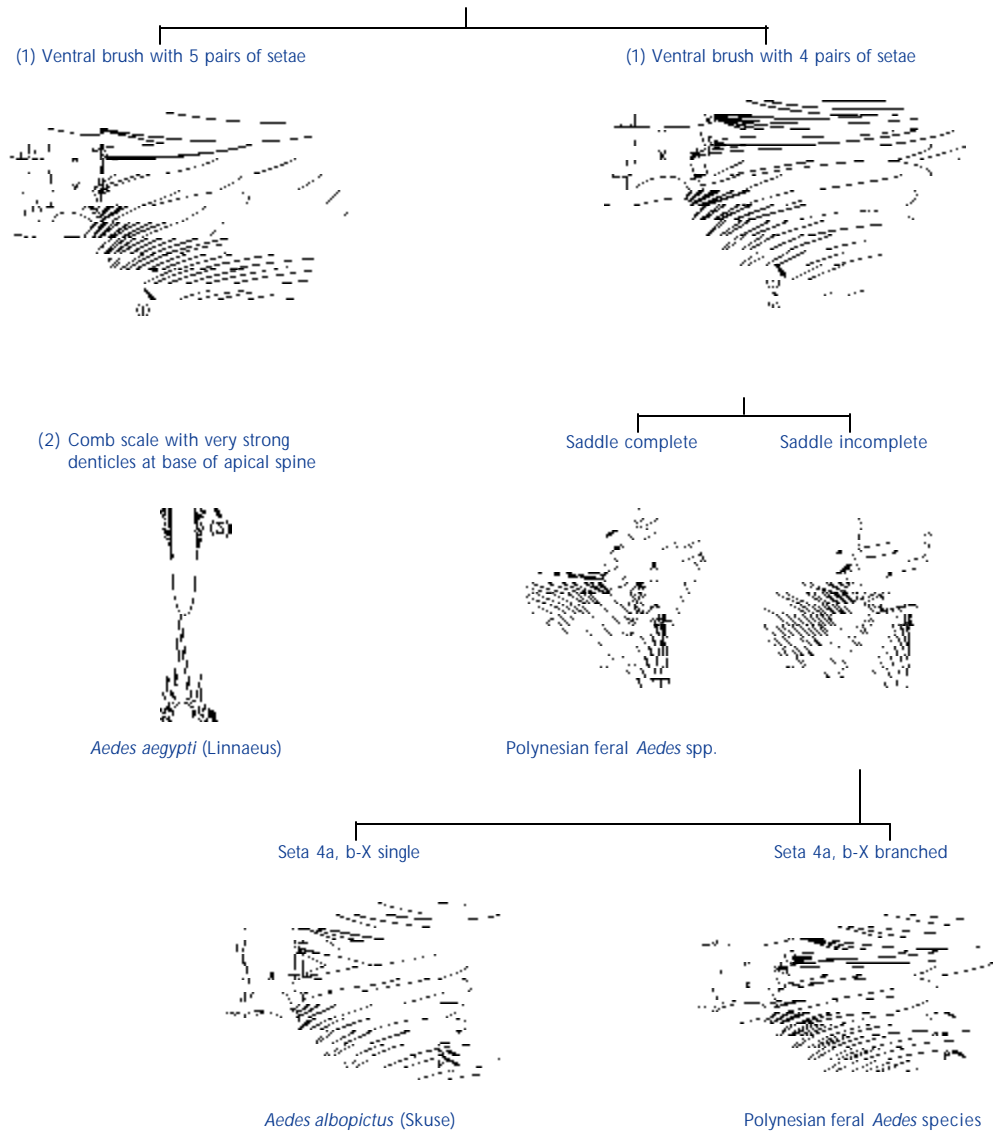 (1) Ventral brush with 5 pairs of setae
(1) Ventral brush with 4 pairs of setae
(1)
(2) Comb scale with very strong
denticles at base of apical spine
Saddle complete
Saddle incomplete
(3)
Aedes aegypti (Linnaeus)
Polynesian feral Aedes spp.
Seta 4a, b-X single
Seta 4a, b-X branched
Aedes albopictus (Skuse)
Polynesian feral Aedes species